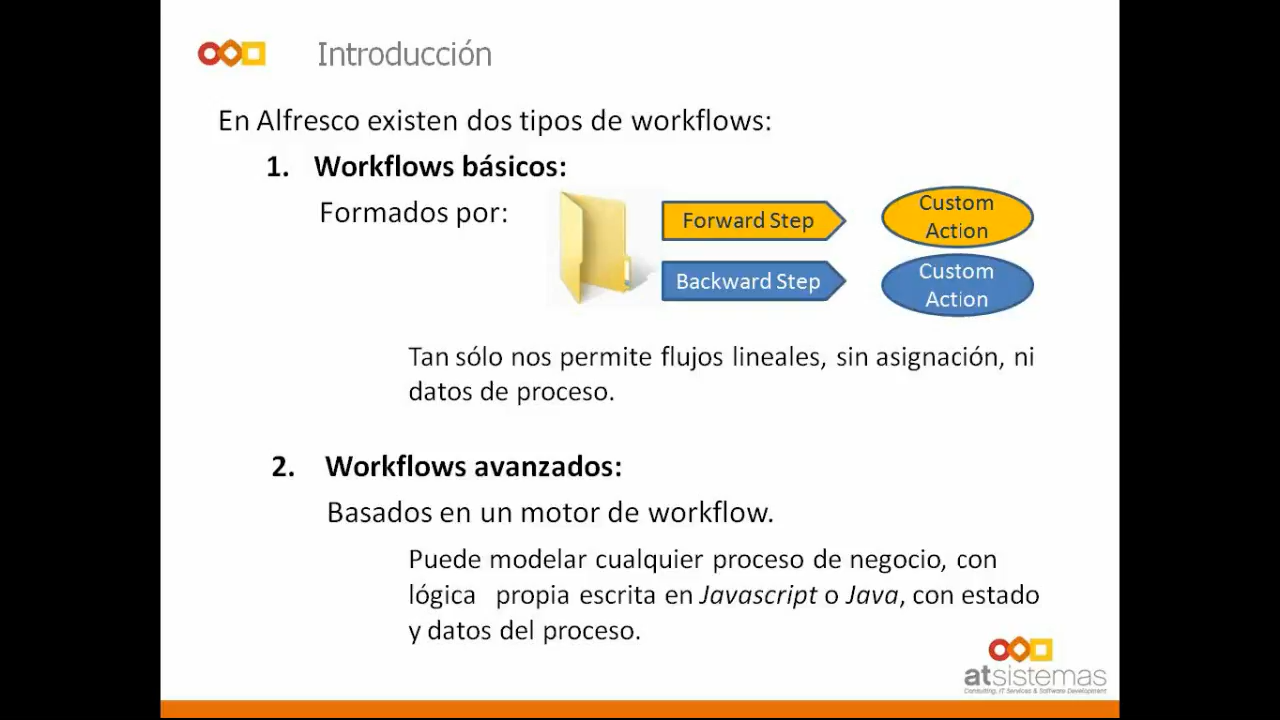 Introducción
En Alfresco existen dos tipos de workflows:
1. Workflows básicos:
Formados por:
Forward Step
Custom
Action
Backward Step
Custom
Action
Tan sólo nos permite flujos lineales, sin asignación, ni
datos de proceso.
2. Workflows avanzados:
Basados en un motor de workflow.
Puede modelar cualquier proceso de negocio, con
lógica propia escrita en Javascript o Java, con estado
y datos del proceso.
atsistemas
Consulting, IT Services & Software Development